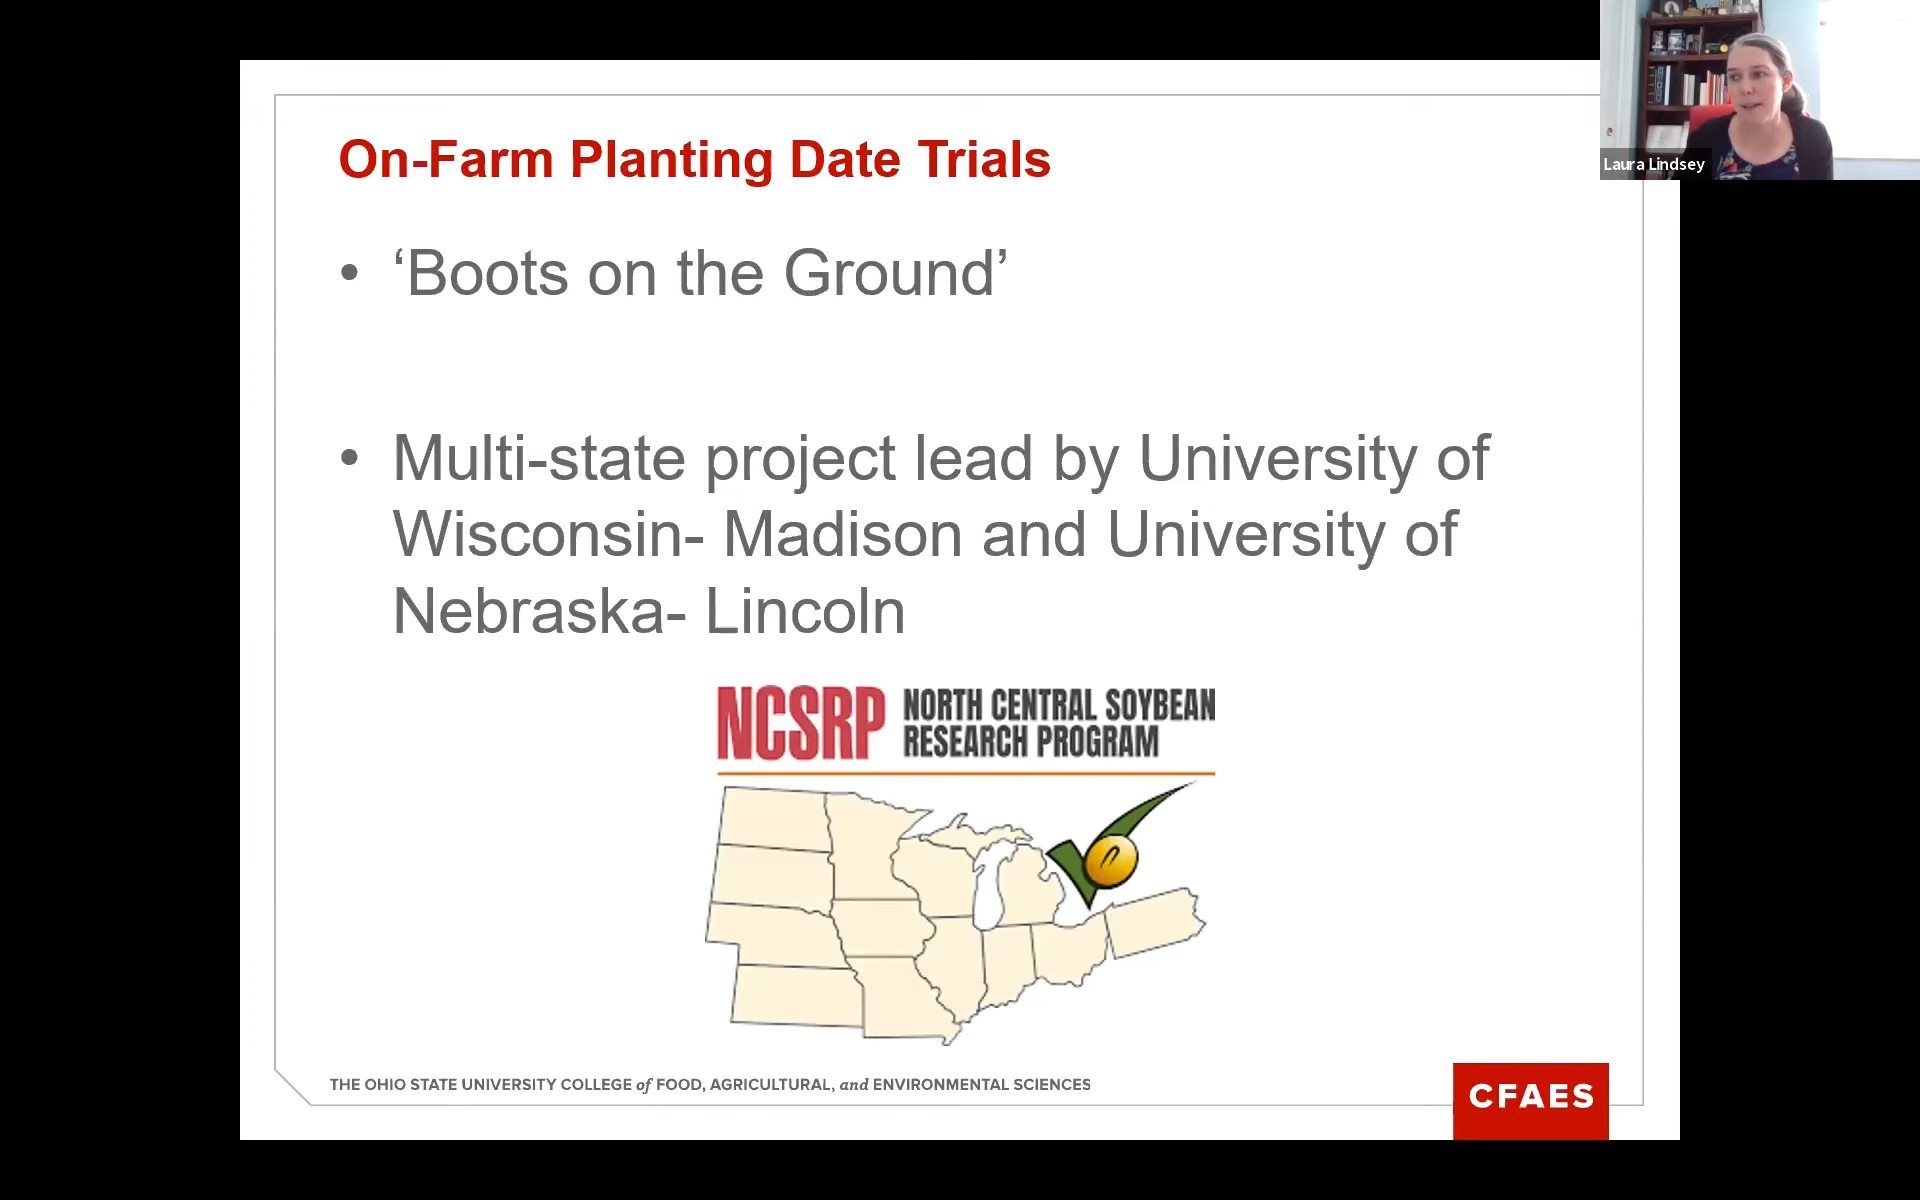 On-Farm Planting Date Trials
Laura Lindsey
• ‘Boots on the Ground’
• Multi-state project lead by University of
Wisconsin- Madison and University of
Nebraska- Lincoln
NCSRP NORTH CENTRAL SOYBEAN
RESEARCH PROGRAM
THE OHIO STATE UNIVERSITY COLLEGE of FOOD, AGRICULTURAL, and ENVIRONMENTAL SCIENCES
CFAES